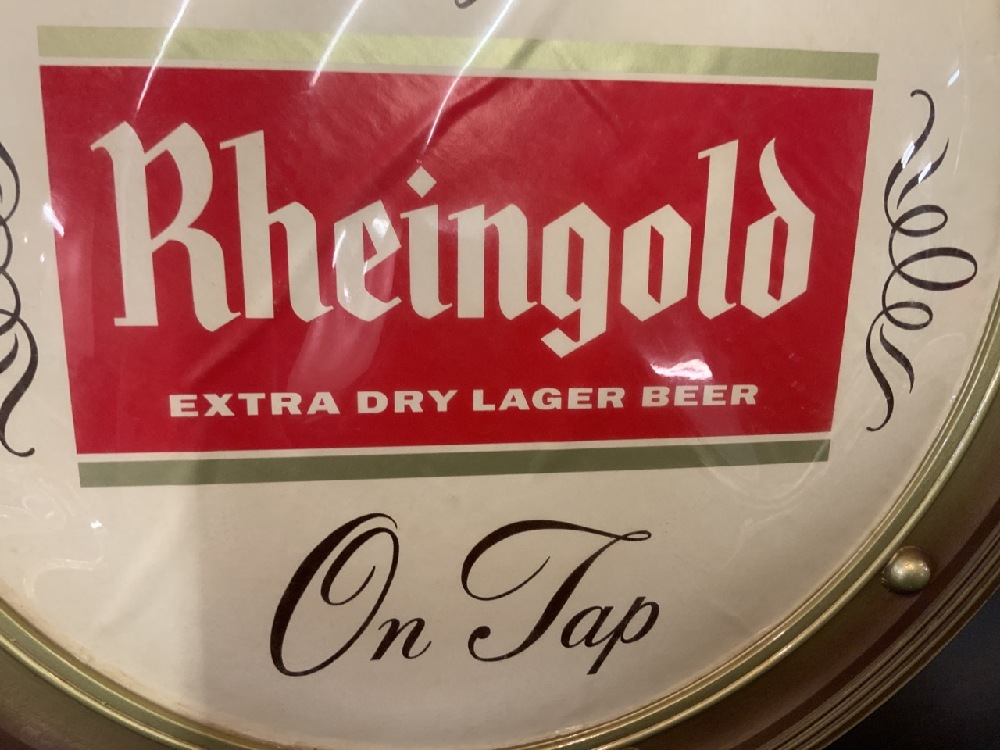 Rheingold
EXTRA DRY LAGER BEER
On Tap